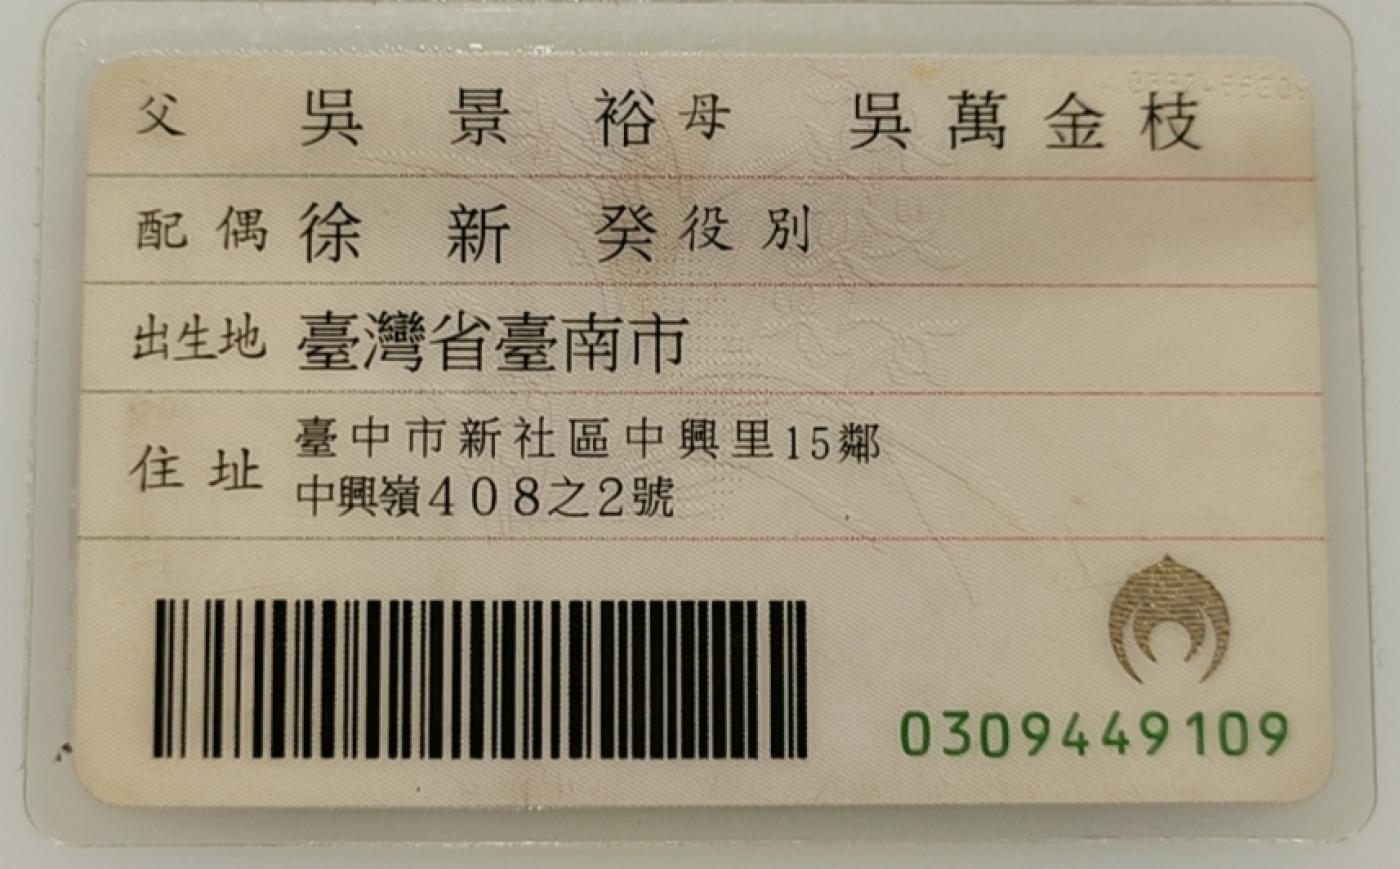 父 吳景裕 母 吳萬金枝
配偶 徐新癸 役別
出生地 臺灣省臺南市
住址 臺中市新社區中興里15鄰
中興嶺408之2號
0309449109